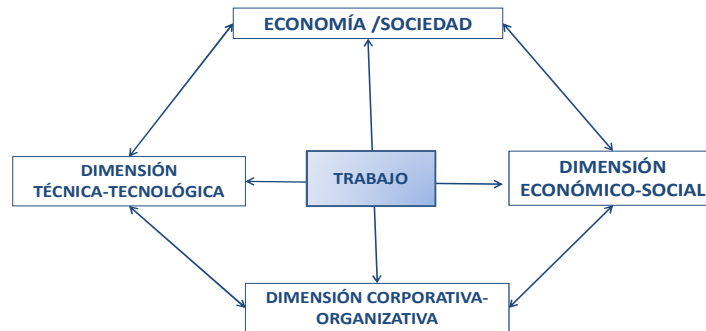 ECONOMÍA /SOCIEDAD
DIMENSIÓN
TÉCNICA-TECNOLÓGICA
TRABAJO
DIMENSIÓN
ECONÓMICO-SOCIAL
DIMENSIÓN CORPORATIVA-
ORGANIZATIVA